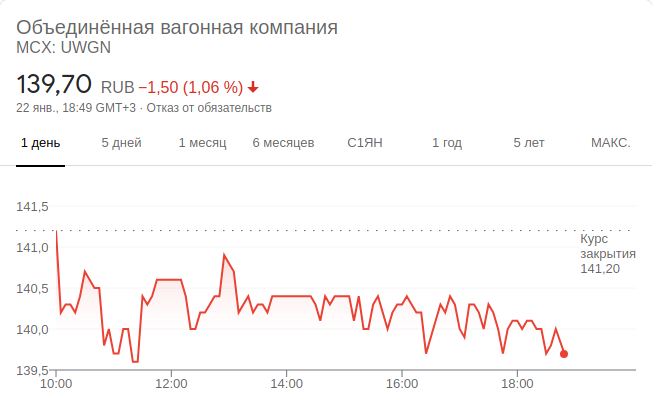 Объединённая вагонная компания
MCX: UWGN
139,70 RUB −1,50 (1,06 %)
22 янв., 18:49 GMT+3 · Отказ от обязательств
1 день 5 дней 1 месяц 6 месяцев С1ЯН 1 год 5 лет МАКС.
141,5
141,0
140,5
140,0
139,5
Курс
закрытия
141,20
10:00 12:00 14:00 16:00 18:00